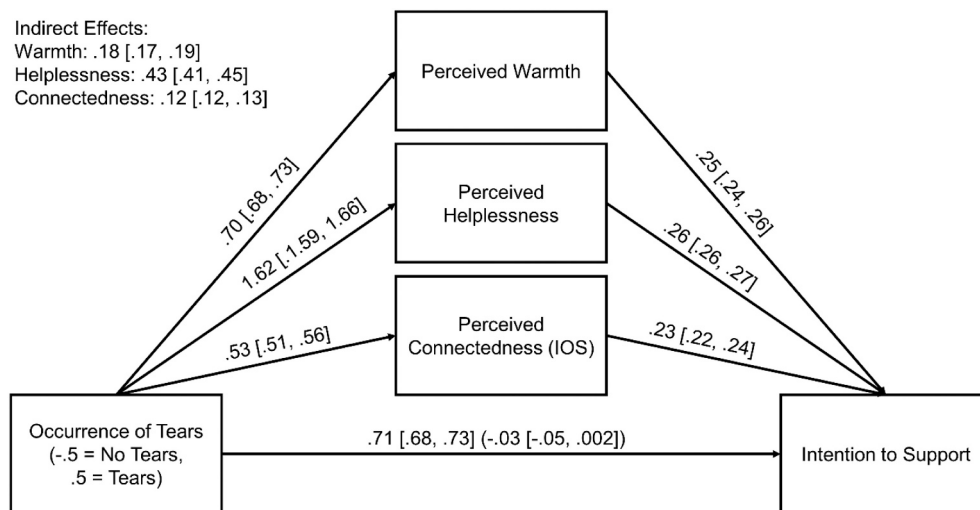 Indirect Effects:
Warmth: .18 [.17, .19]
Helplessness: .43 [.41, .45]
Connectedness: .12 [.12, .13]
Perceived Warmth
.70 [.68, .73]
.25 [.24, .26]
Perceived
Helplessness
1.62 [.1.59, 1.66]
.26 [.26, .27]
Perceived
Connectedness (IOS)
.53 [.51, .56]
.23 [.22, .24]
Occurrence of Tears
(-.5 = No Tears,
.5 = Tears)
.71 [.68, .73] (-.03 [-.05, .002])
Intention to Support